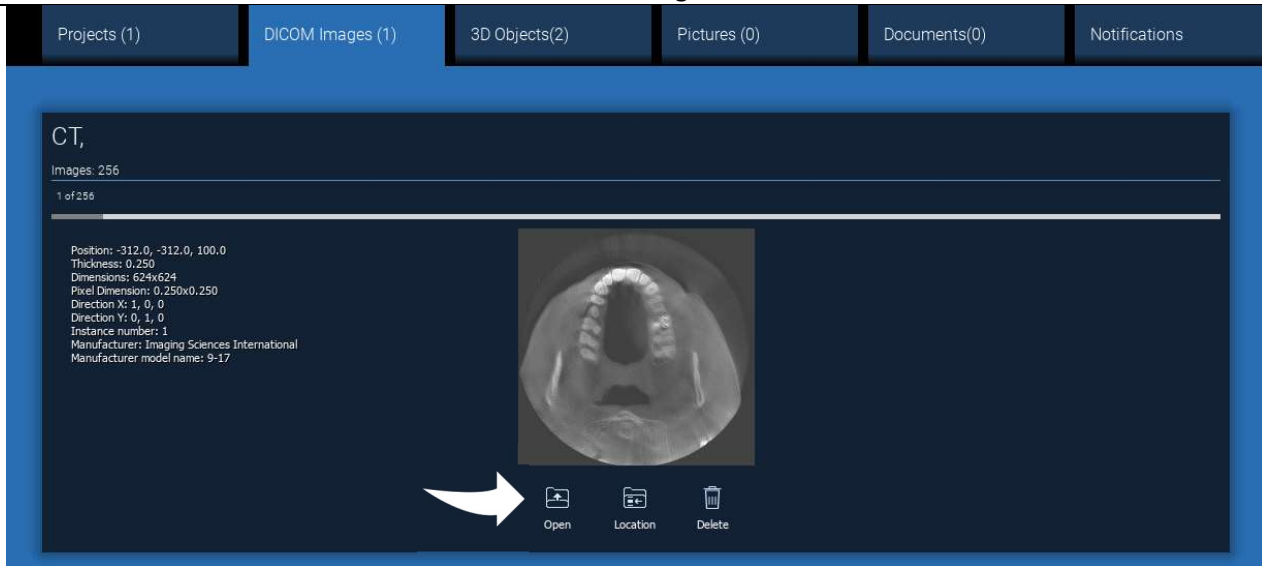 Projects (1) DICOM Images (1) 3D Objects(2) Pictures (0) Documents(0) Notifications
CT,
Images: 256
1 of 256
Position: -312.0, -312.0, 100.0
Thickness: 0.250
Dimensions: 624x624
Pixel Dimension: 0.250x0.250
Direction X: 1, 0, 0
Direction Y: 0, 1, 0
Instance number: 1
Manufacturer: Imaging Sciences International
Manufacturer model name: 9-17
Open Location Delete